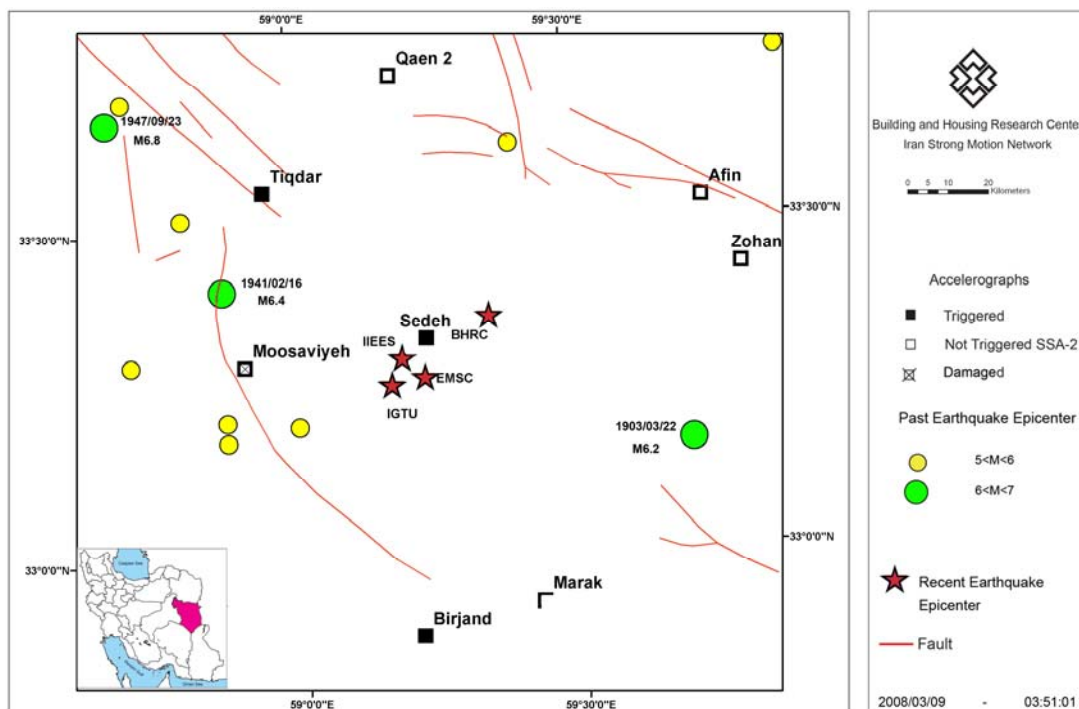 59°0'0"E
59°30'0"E
Qaen 2
1947/09/23
M6.8
Tiqdar
Afin
33°30'0"N
33°30'0"N
Zohan
1941/02/16
M6.4
Sedeh
BHRC
IIEES
Moosaviyeh
EMSC
IGTU
1903/03/22
M6.2
33°0'0"N
33°0'0"N
Marak
Birjand
59°0'0"E
59°30'0"E
Caspian Sea
Building and Housing Research Cente
Iran Strong Motion Network
0 5 10 20
Kilometers
Accelerographs
Triggered
Not Triggered SSA-2
Damaged
Past Earthquake Epicenter
5<M<6
6<M<7
Recent Earthquake
Epicenter
Fault
2008/03/09 - 03:51:01